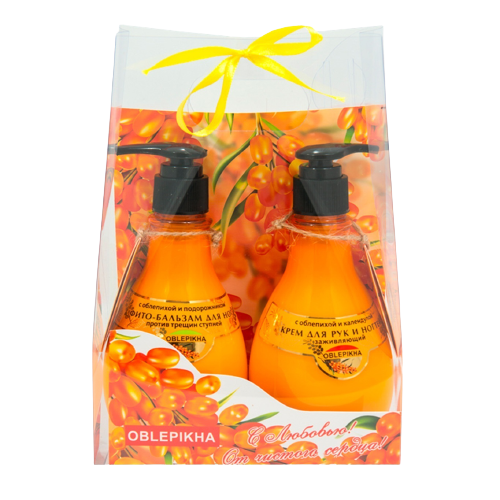 с облепихой и подорожником
ФИТО-БАЛЬЗАМ ДЛЯ НОГ
против трещин ступней
OBLEPIKHA
с облепихой и календулой
КРЕМ ДЛЯ РУК И НОГ
заживляющий
OBLEPIKHA
OBLEPIKHA
С Любовью!
От чистого сердца!